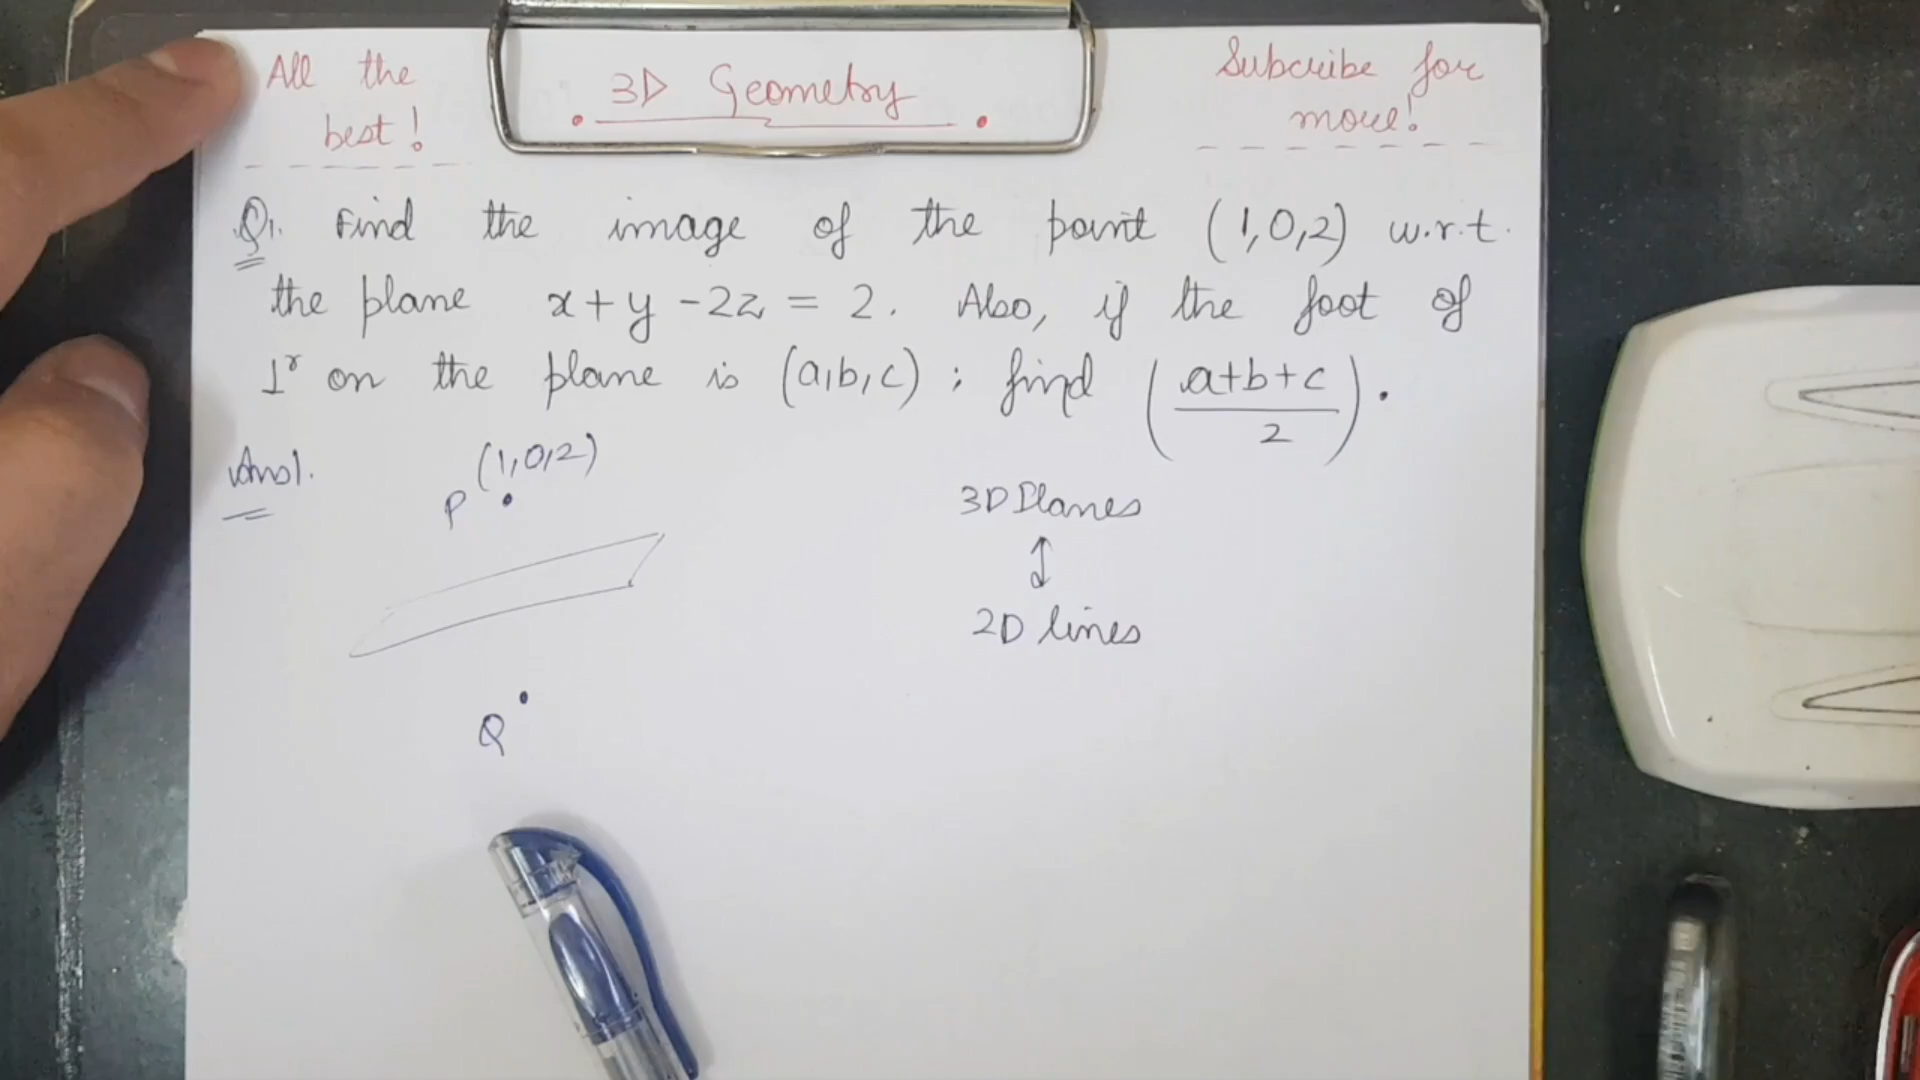 All the
best!
3D Geometry
Subscribe for
more!
Q1. Find the image of the point (1,0,2) w.r.t.
the plane x+y-2z = 2. Also, if the foot of
⊥r on the plane is (a,b,c) ; find (a+b+c / 2).
Ans1.
(1,0,2)
P
3D Planes
↕
2D lines
Q